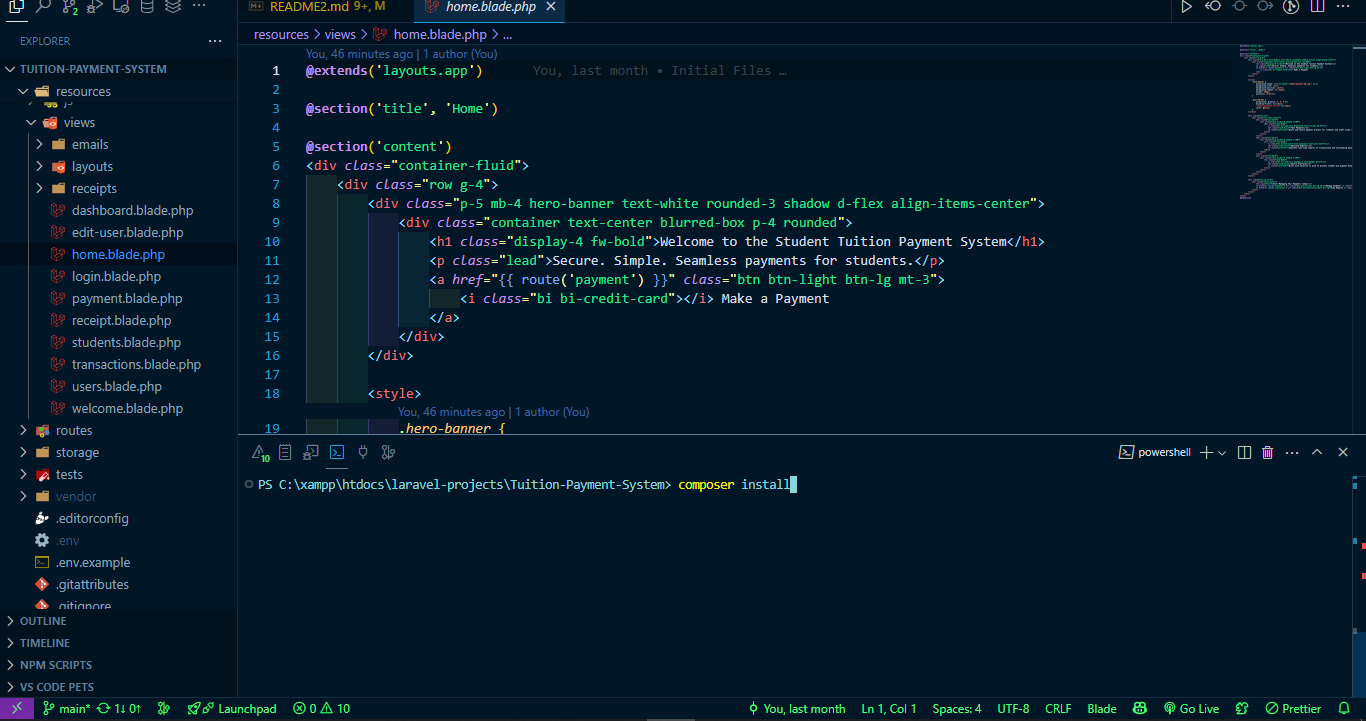 README2.md 9+, M
home.blade.php
EXPLORER
TUITION-PAYMENT-SYSTEM
resources
js
views
emails
layouts
receipts
dashboard.blade.php
edit-user.blade.php
home.blade.php
login.blade.php
payment.blade.php
receipt.blade.php
students.blade.php
transactions.blade.php
users.blade.php
welcome.blade.php
routes
storage
tests
vendor
.editorconfig
.env
.env.example
.gitattributes
.gitignore
OUTLINE
TIMELINE
NPM SCRIPTS
VS CODE PETS
resources > views > home.blade.php > ...
You, 46 minutes ago | 1 author (You)
1 @extends('layouts.app') You, last month • Initial Files …
2
3 @section('title', 'Home')
4
5 @section('content')
6 <div class="container-fluid">
7 <div class="row g-4">
8 <div class="p-5 mb-4 hero-banner text-white rounded-3 shadow d-flex align-items-center">
9 <div class="container text-center blurred-box p-4 rounded">
10 <h1 class="display-4 fw-bold">Welcome to the Student Tuition Payment System</h1>
11 <p class="lead">Secure. Simple. Seamless payments for students.</p>
12 <a href="{{ route('payment') }}" class="btn btn-light btn-lg mt-3">
13 <i class="bi bi-credit-card"></i> Make a Payment
14 </a>
15 </div>
16 </div>
17
18 <style>
You, 46 minutes ago | 1 author (You)
19 .hero-banner {
10
powershell
PS C:\xampp\htdocs\laravel-projects\Tuition-Payment-System> composer install
main* 1↓ 0↑ Launchpad 0 10 You, last month Ln 1, Col 1 Spaces: 4 UTF-8 CRLF Blade Go Live Prettier